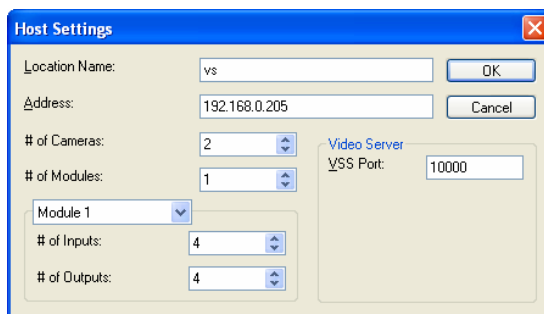 Host Settings
Location Name: vs OK
Address: 192.168.0.205 Cancel
# of Cameras: 2 Video Server
VSS Port: 10000
# of Modules: 1
Module 1
# of Inputs: 4
# of Outputs: 4